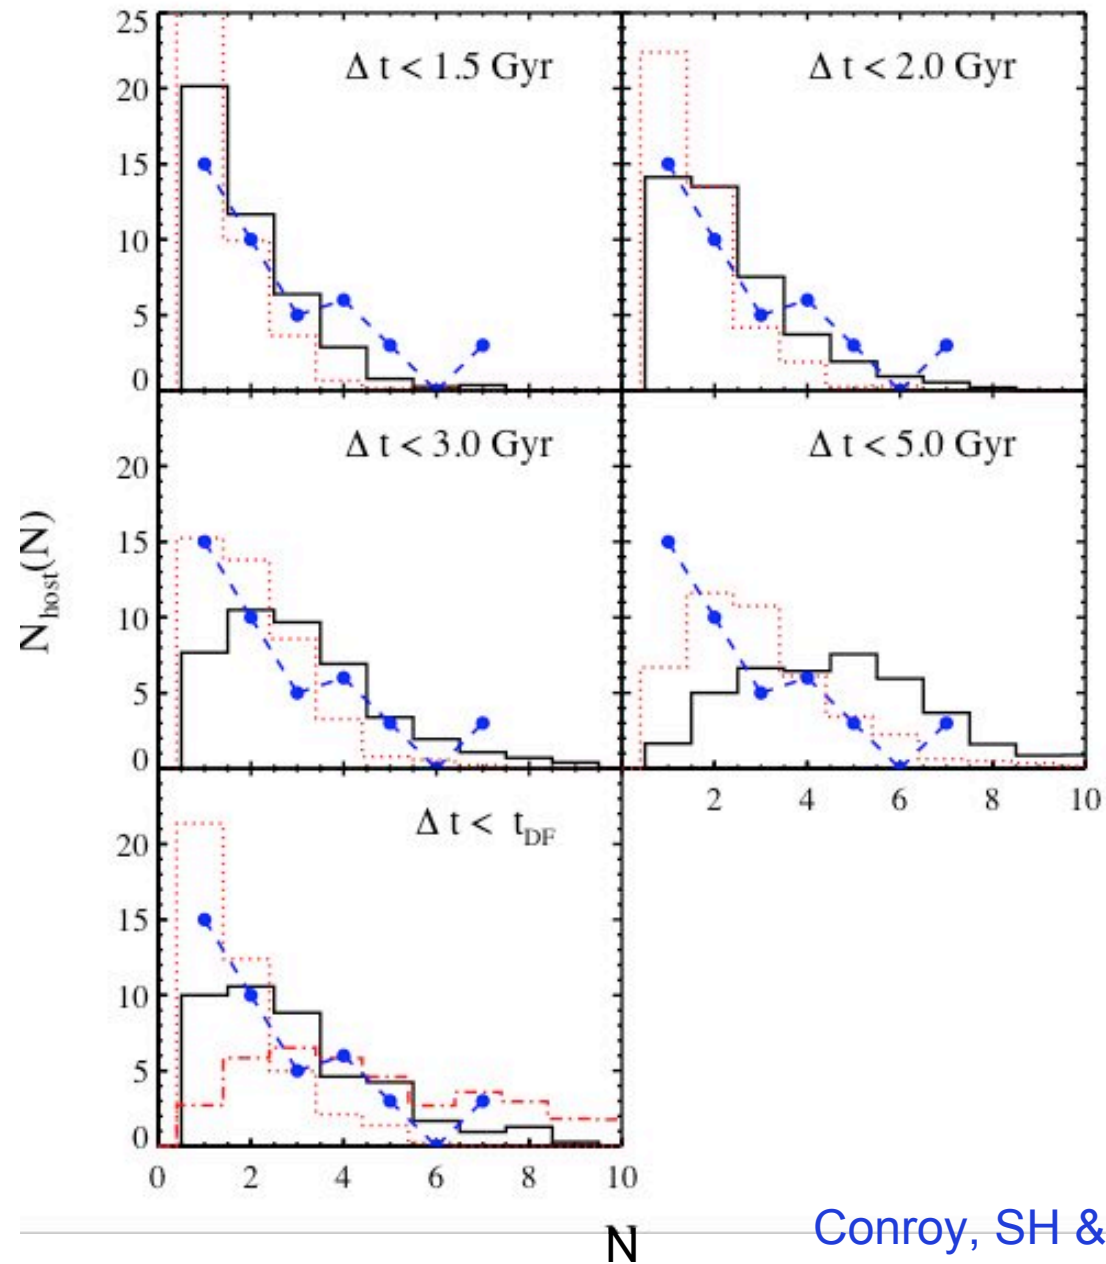 25
20
15
10
5
0
Δ t < 1.5 Gyr
Δ t < 2.0 Gyr
20
15
10
5
0
Δ t < 3.0 Gyr
Δ t < 5.0 Gyr
2 4 6 8 10
N_host(N)
20
15
10
5
0
Δ t < t_DF
0 2 4 6 8 10
N
Conroy, SH &